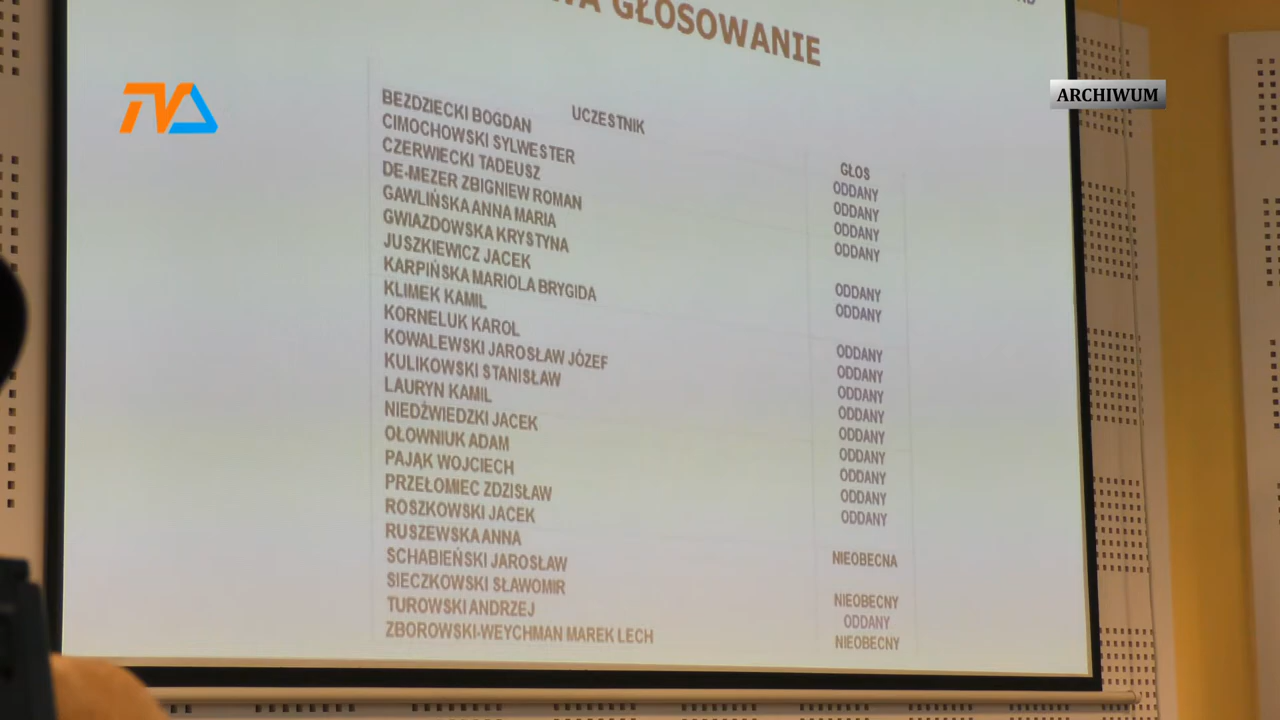 WA GŁOSOWANIE
TVA
ARCHIWUM
UCZESTNIK
GŁOS
BEZDZIECKI BOGDAN ODDANY
CIMOCHOWSKI SYLWESTER ODDANY
CZERWIECKI TADEUSZ ODDANY
DE-MEZER ZBIGNIEW ROMAN ODDANY
GAWLIŃSKA ANNA MARIA
GWIAZDOWSKA KRYSTYNA ODDANY
JUSZKIEWICZ JACEK ODDANY
KARPIŃSKA MARIOLA BRYGIDA
KLIMEK KAMIL ODDANY
KORNELUK KAROL ODDANY
KOWALEWSKI JAROSŁAW JÓZEF ODDANY
KULIKOWSKI STANISŁAW ODDANY
LAURYN KAMIL ODDANY
NIEDŹWIEDZKI JACEK ODDANY
OŁOWNIUK ADAM ODDANY
PAJĄK WOJCIECH ODDANY
PRZEŁOMIEC ZDZISŁAW ODDANY
ROSZKOWSKI JACEK
RUSZEWSKA ANNA NIEOBECNA
SCHABIEŃSKI JAROSŁAW
SIECZKOWSKI SŁAWOMIR NIEOBECNY
TUROWSKI ANDRZEJ ODDANY
ZBOROWSKI-WEYCHMAN MAREK LECH NIEOBECNY